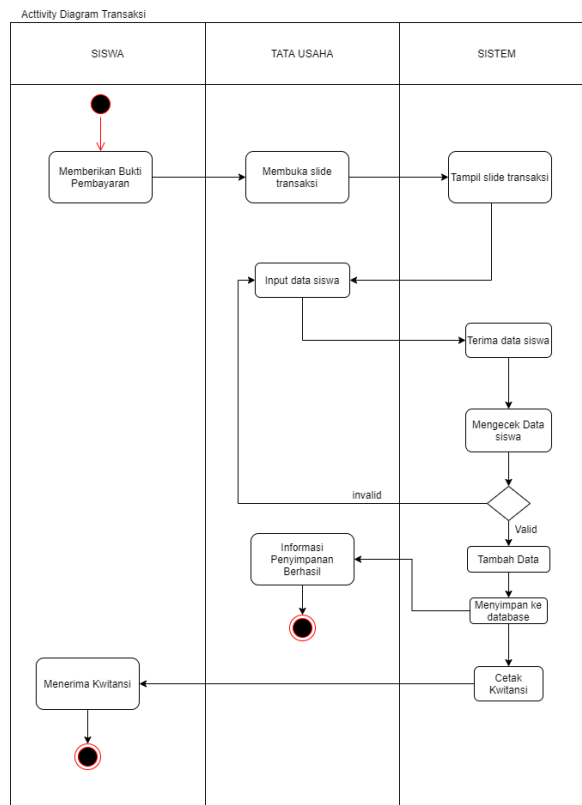 Acttivity Diagram Transaksi
SISWA
TATA USAHA
SISTEM
Memberikan Bukti
Pembayaran
Membuka slide
transaksi
Tampil slide transaksi
Input data siswa
Terima data siswa
Mengecek Data
siswa
invalid
Valid
Informasi
Penyimpanan
Berhasil
Tambah Data
Menyimpan ke
database
Menerima Kwitansi
Cetak
Kwitansi